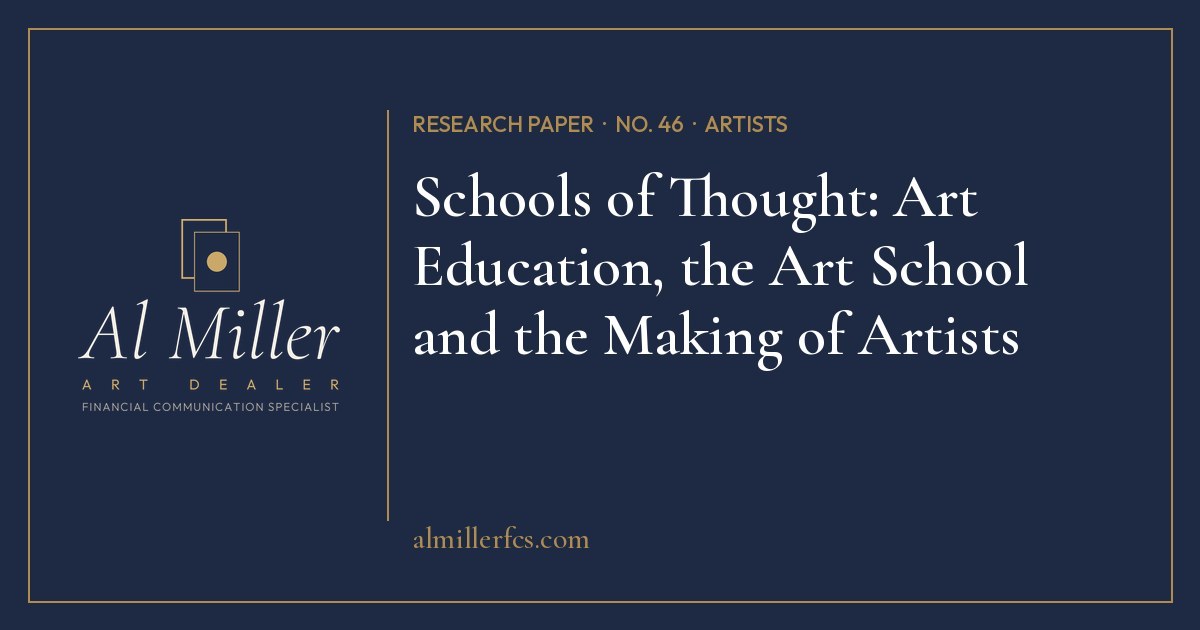 Al Miller
ART DEALER
FINANCIAL COMMUNICATION SPECIALIST
RESEARCH PAPER · NO. 46 · ARTISTS
Schools of Thought: Art
Education, the Art School
and the Making of Artists
almillerfcs.com